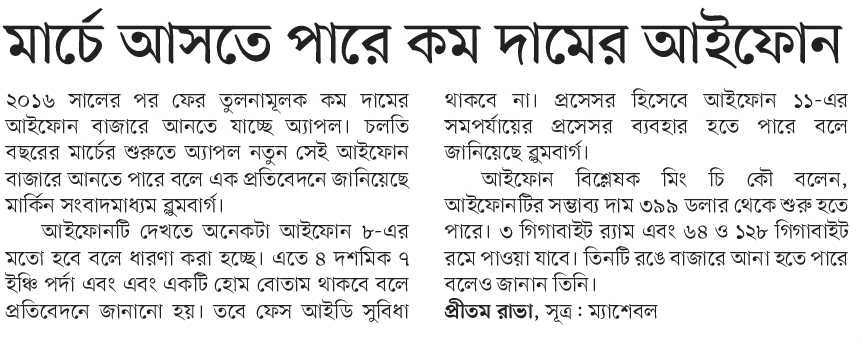 মার্চে আসতে পারে কম দামের আইফোন
২০১৬ সালের পর ফের তুলনামূলক কম দামের
আইফোন বাজারে আনতে যাচ্ছে অ্যাপল। চলতি
বছরের মার্চের শুরুতে অ্যাপল নতুন সেই আইফোন
বাজারে আনতে পারে বলে এক প্রতিবেদনে জানিয়েছে
মার্কিন সংবাদমাধ্যম ব্লুমবার্গ।
আইফোনটি দেখতে অনেকটা আইফোন ৮-এর
মতো হবে বলে ধারণা করা হচ্ছে। এতে ৪ দশমিক ৭
ইঞ্চি পর্দা এবং এবং একটি হোম বোতাম থাকবে বলে
প্রতিবেদনে জানানো হয়। তবে ফেস আইডি সুবিধা
থাকবে না। প্রসেসর হিসেবে আইফোন ১১-এর
সমপর্যায়ের প্রসেসর ব্যবহার হতে পারে বলে
জানিয়েছে ব্লুমবার্গ।
আইফোন বিশ্লেষক মিং চি কৌ বলেন,
আইফোনটির সম্ভাব্য দাম ৩৯৯ ডলার থেকে শুরু হতে
পারে। ৩ গিগাবাইট র‍্যাম এবং ৬৪ ও ১২৮ গিগাবাইট
রমে পাওয়া যাবে। তিনটি রঙে বাজারে আনা হতে পারে
বলেও জানান তিনি।
প্রীতম রাভা, সূত্র : ম্যাশেবল